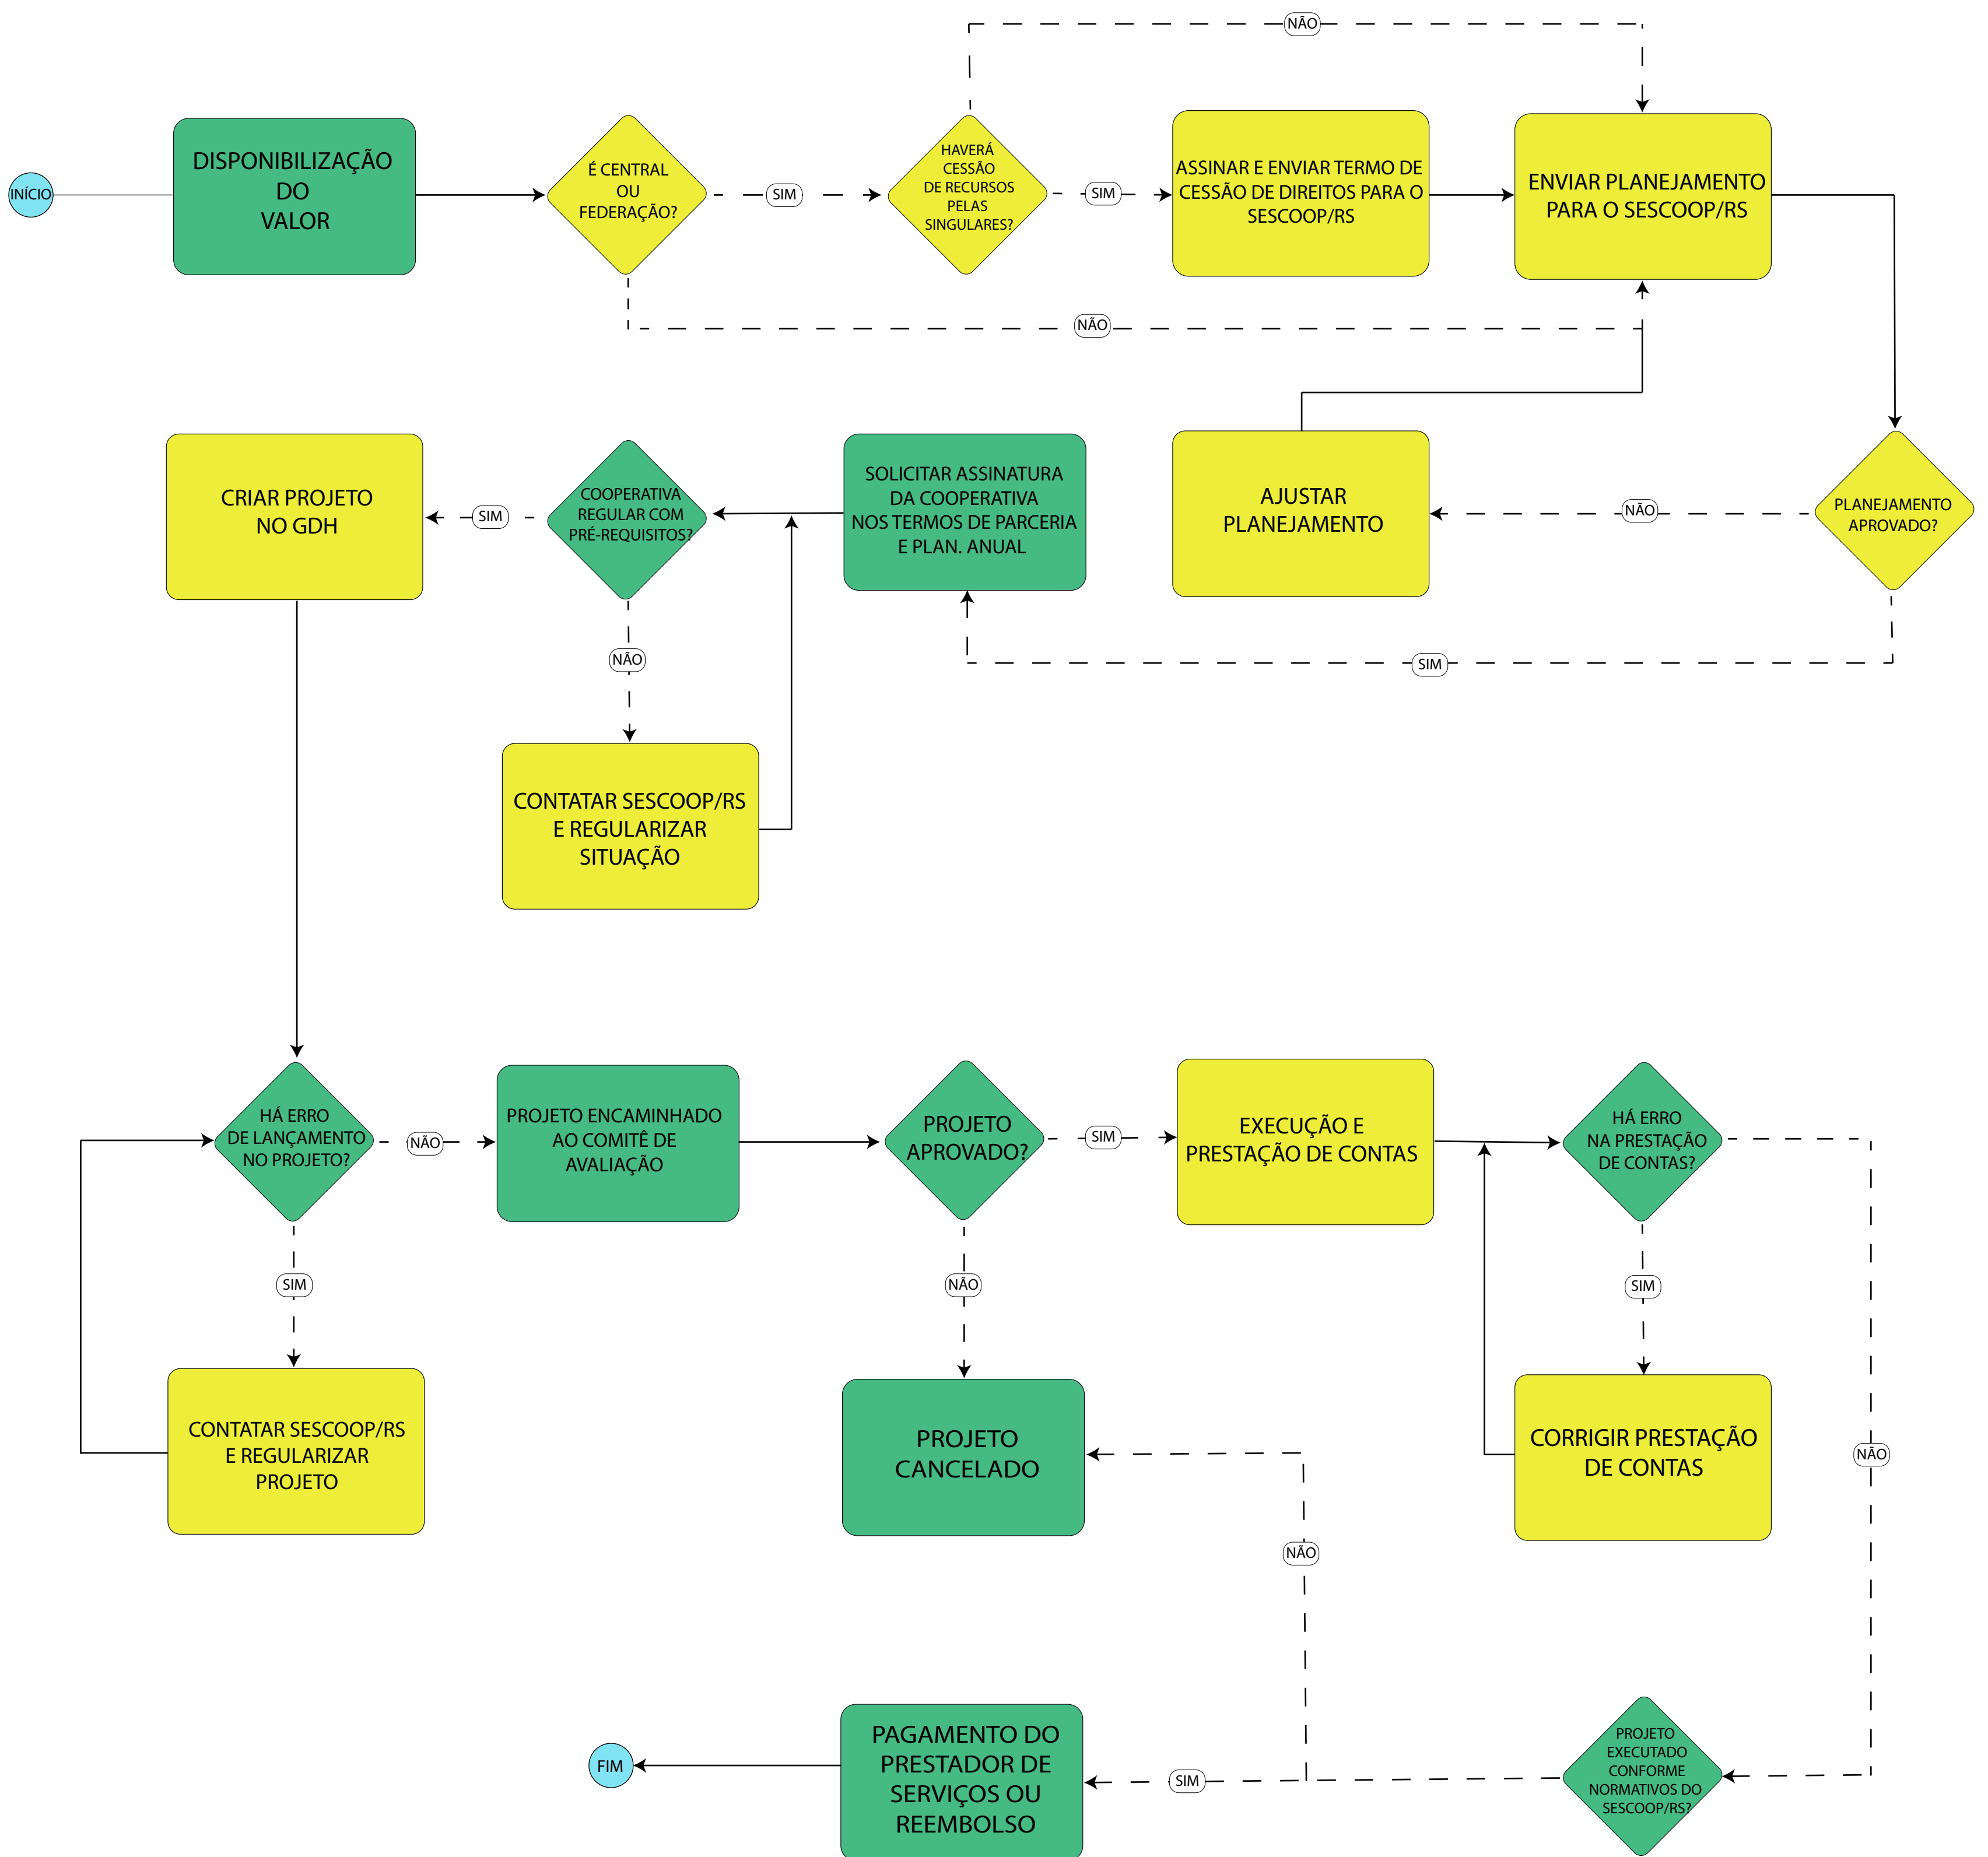 INÍCIO
DISPONIBILIZAÇÃO
DO
VALOR
É CENTRAL
OU
FEDERAÇÃO?
SIM
HAVERÁ
CESSÃO
DE RECURSOS
PELAS
SINGULARES?
NÃO
SIM
ASSINAR E ENVIAR TERMO DE
CESSÃO DE DIREITOS PARA O
SESCOOP/RS
ENVIAR PLANEJAMENTO
PARA O SESCOOP/RS
NÃO
PLANEJAMENTO
APROVADO?
NÃO
AJUSTAR
PLANEJAMENTO
SIM
SOLICITAR ASSINATURA
DA COOPERATIVA
NOS TERMOS DE PARCERIA
E PLAN. ANUAL
COOPERATIVA
REGULAR COM
PRÉ-REQUISITOS?
SIM
CRIAR PROJETO
NO GDH
NÃO
CONTATAR SESCOOP/RS
E REGULARIZAR
SITUAÇÃO
HÁ ERRO
DE LANÇAMENTO
NO PROJETO?
NÃO
PROJETO ENCAMINHADO
AO COMITÊ DE
AVALIAÇÃO
PROJETO
APROVADO?
SIM
EXECUÇÃO E
PRESTAÇÃO DE CONTAS
HÁ ERRO
NA PRESTAÇÃO
DE CONTAS?
SIM
NÃO
SIM
CONTATAR SESCOOP/RS
E REGULARIZAR
PROJETO
PROJETO
CANCELADO
CORRIGIR PRESTAÇÃO
DE CONTAS
NÃO
NÃO
PROJETO
EXECUTADO
CONFORME
NORMATIVOS DO
SESCOOP/RS?
SIM
PAGAMENTO DO
PRESTADOR DE
SERVIÇOS OU
REEMBOLSO
FIM